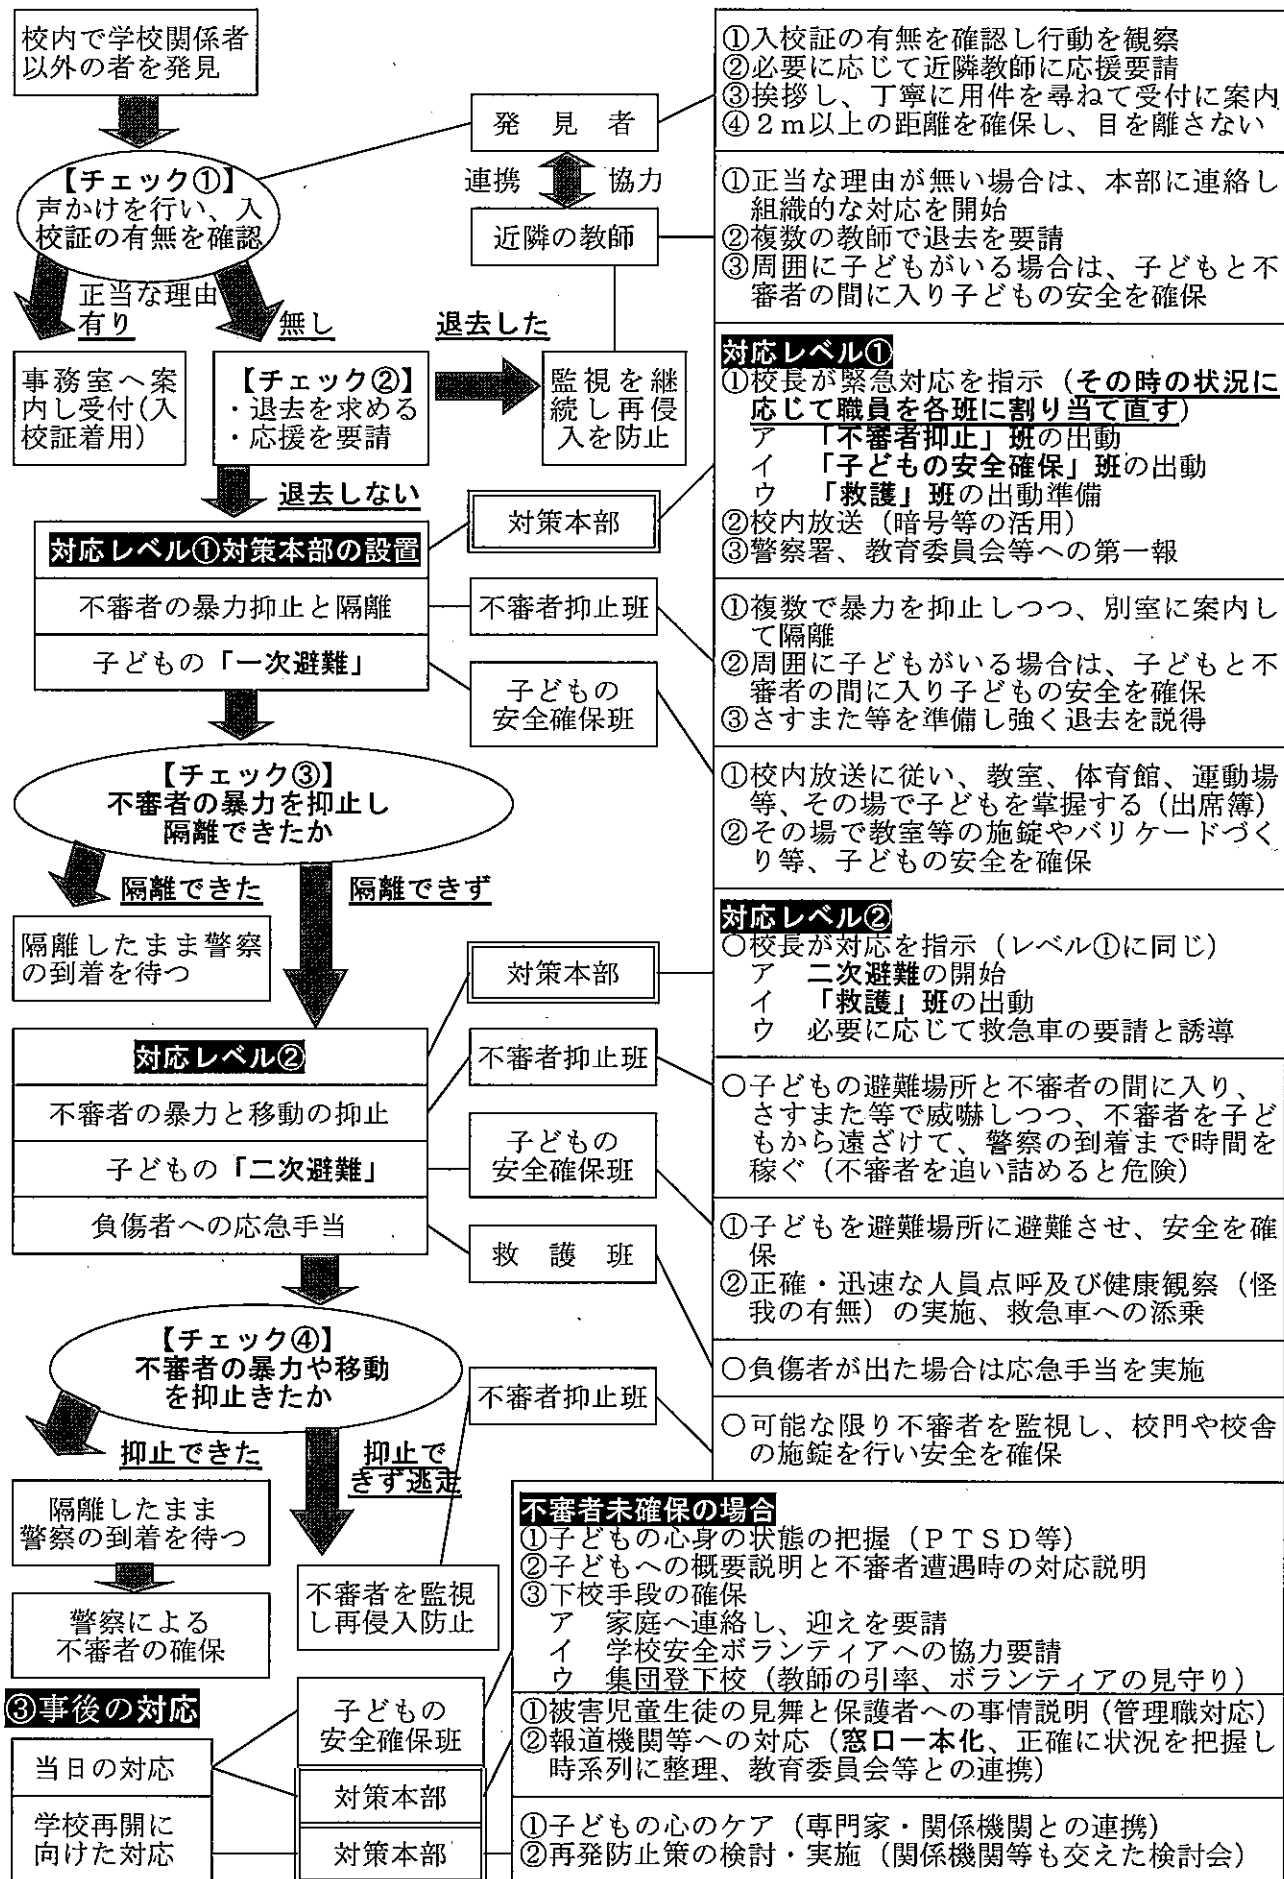 校内で学校関係者
以外の者を発見
【チェック①】
声かけを行い、入
校証の有無を確認
正当な理由
有り
無し
事務室へ案
内し受付(入
校証着用)
【チェック②】
・退去を求める
・応援を要請
退去した
監視を継
続し再侵
入を防止
退去しない
発見者
連携
協力
近隣の教師
①入校証の有無を確認し行動を観察
②必要に応じて近隣教師に応援要請
③挨拶し、丁寧に用件を尋ねて受付に案内
④2m以上の距離を確保し、目を離さない
①正当な理由が無い場合は、本部に連絡し
組織的な対応を開始
②複数の教師で退去を要請
③周囲に子どもがいる場合は、子どもと不
審者の間に入り子どもの安全を確保
対応レベル①対策本部の設置
不審者の暴力抑止と隔離
子どもの「一次避難」
対策本部
不審者抑止班
子どもの
安全確保班
対応レベル①
①校長が緊急対応を指示(その時の状況に
応じて職員を各班に割り当て直す)
ア 「不審者抑止」班の出動
イ 「子どもの安全確保」班の出動
ウ 「救護」班の出動準備
②校内放送(暗号等の活用)
③警察署、教育委員会等への第一報
①複数で暴力を抑止しつつ、別室に案内し
て隔離
②周囲に子どもがいる場合は、子どもと不
審者の間に入り子どもの安全を確保
③さすまた等を準備し強く退去を説得
①校内放送に従い、教室、体育館、運動場
等、その場で子どもを掌握する(出席簿)
②その場で教室等の施錠やバリケードづく
り等、子どもの安全を確保
【チェック③】
不審者の暴力を抑止し
隔離できたか
隔離できた
隔離できず
隔離したまま警察
の到着を待つ
対応レベル②
不審者の暴力と移動の抑止
子どもの「二次避難」
負傷者への応急手当
対策本部
不審者抑止班
子どもの
安全確保班
救護班
対応レベル②
○校長が対応を指示(レベル①に同じ)
ア 二次避難の開始
イ 「救護」班の出動
ウ 必要に応じて救急車の要請と誘導
○子どもの避難場所と不審者の間に入り、
さすまた等で威嚇しつつ、不審者を子ど
もから遠ざけて、警察の到着まで時間を
稼ぐ(不審者を追い詰めると危険)
①子どもを避難場所に避難させ、安全を確
保
②正確・迅速な人員点呼及び健康観察(怪
我の有無)の実施、救急車への添乗
○負傷者が出た場合は応急手当を実施
【チェック④】
不審者の暴力や移動
を抑止きたか
抑止できた
抑止で
きず逃走
隔離したまま
警察の到着を待つ
警察による
不審者の確保
不審者を監視
し再侵入防止
不審者抑止班
○可能な限り不審者を監視し、校門や校舎
の施錠を行い安全を確保
不審者未確保の場合
①子どもの心身の状態の把握(PTSD等)
②子どもへの概要説明と不審者遭遇時の対応説明
③下校手段の確保
ア 家庭へ連絡し、迎えを要請
イ 学校安全ボランティアへの協力要請
ウ 集団登下校(教師の引率、ボランティアの見守り)
③事後の対応
当日の対応
学校再開に
向けた対応
子どもの
安全確保班
対策本部
対策本部
①被害児童生徒の見舞と保護者への事情説明(管理職対応)
②報道機関等への対応(窓口一本化、正確に状況を把握し
時系列に整理、教育委員会等との連携)
①子どもの心のケア(専門家・関係機関との連携)
②再発防止策の検討・実施(関係機関等も交えた検討会)